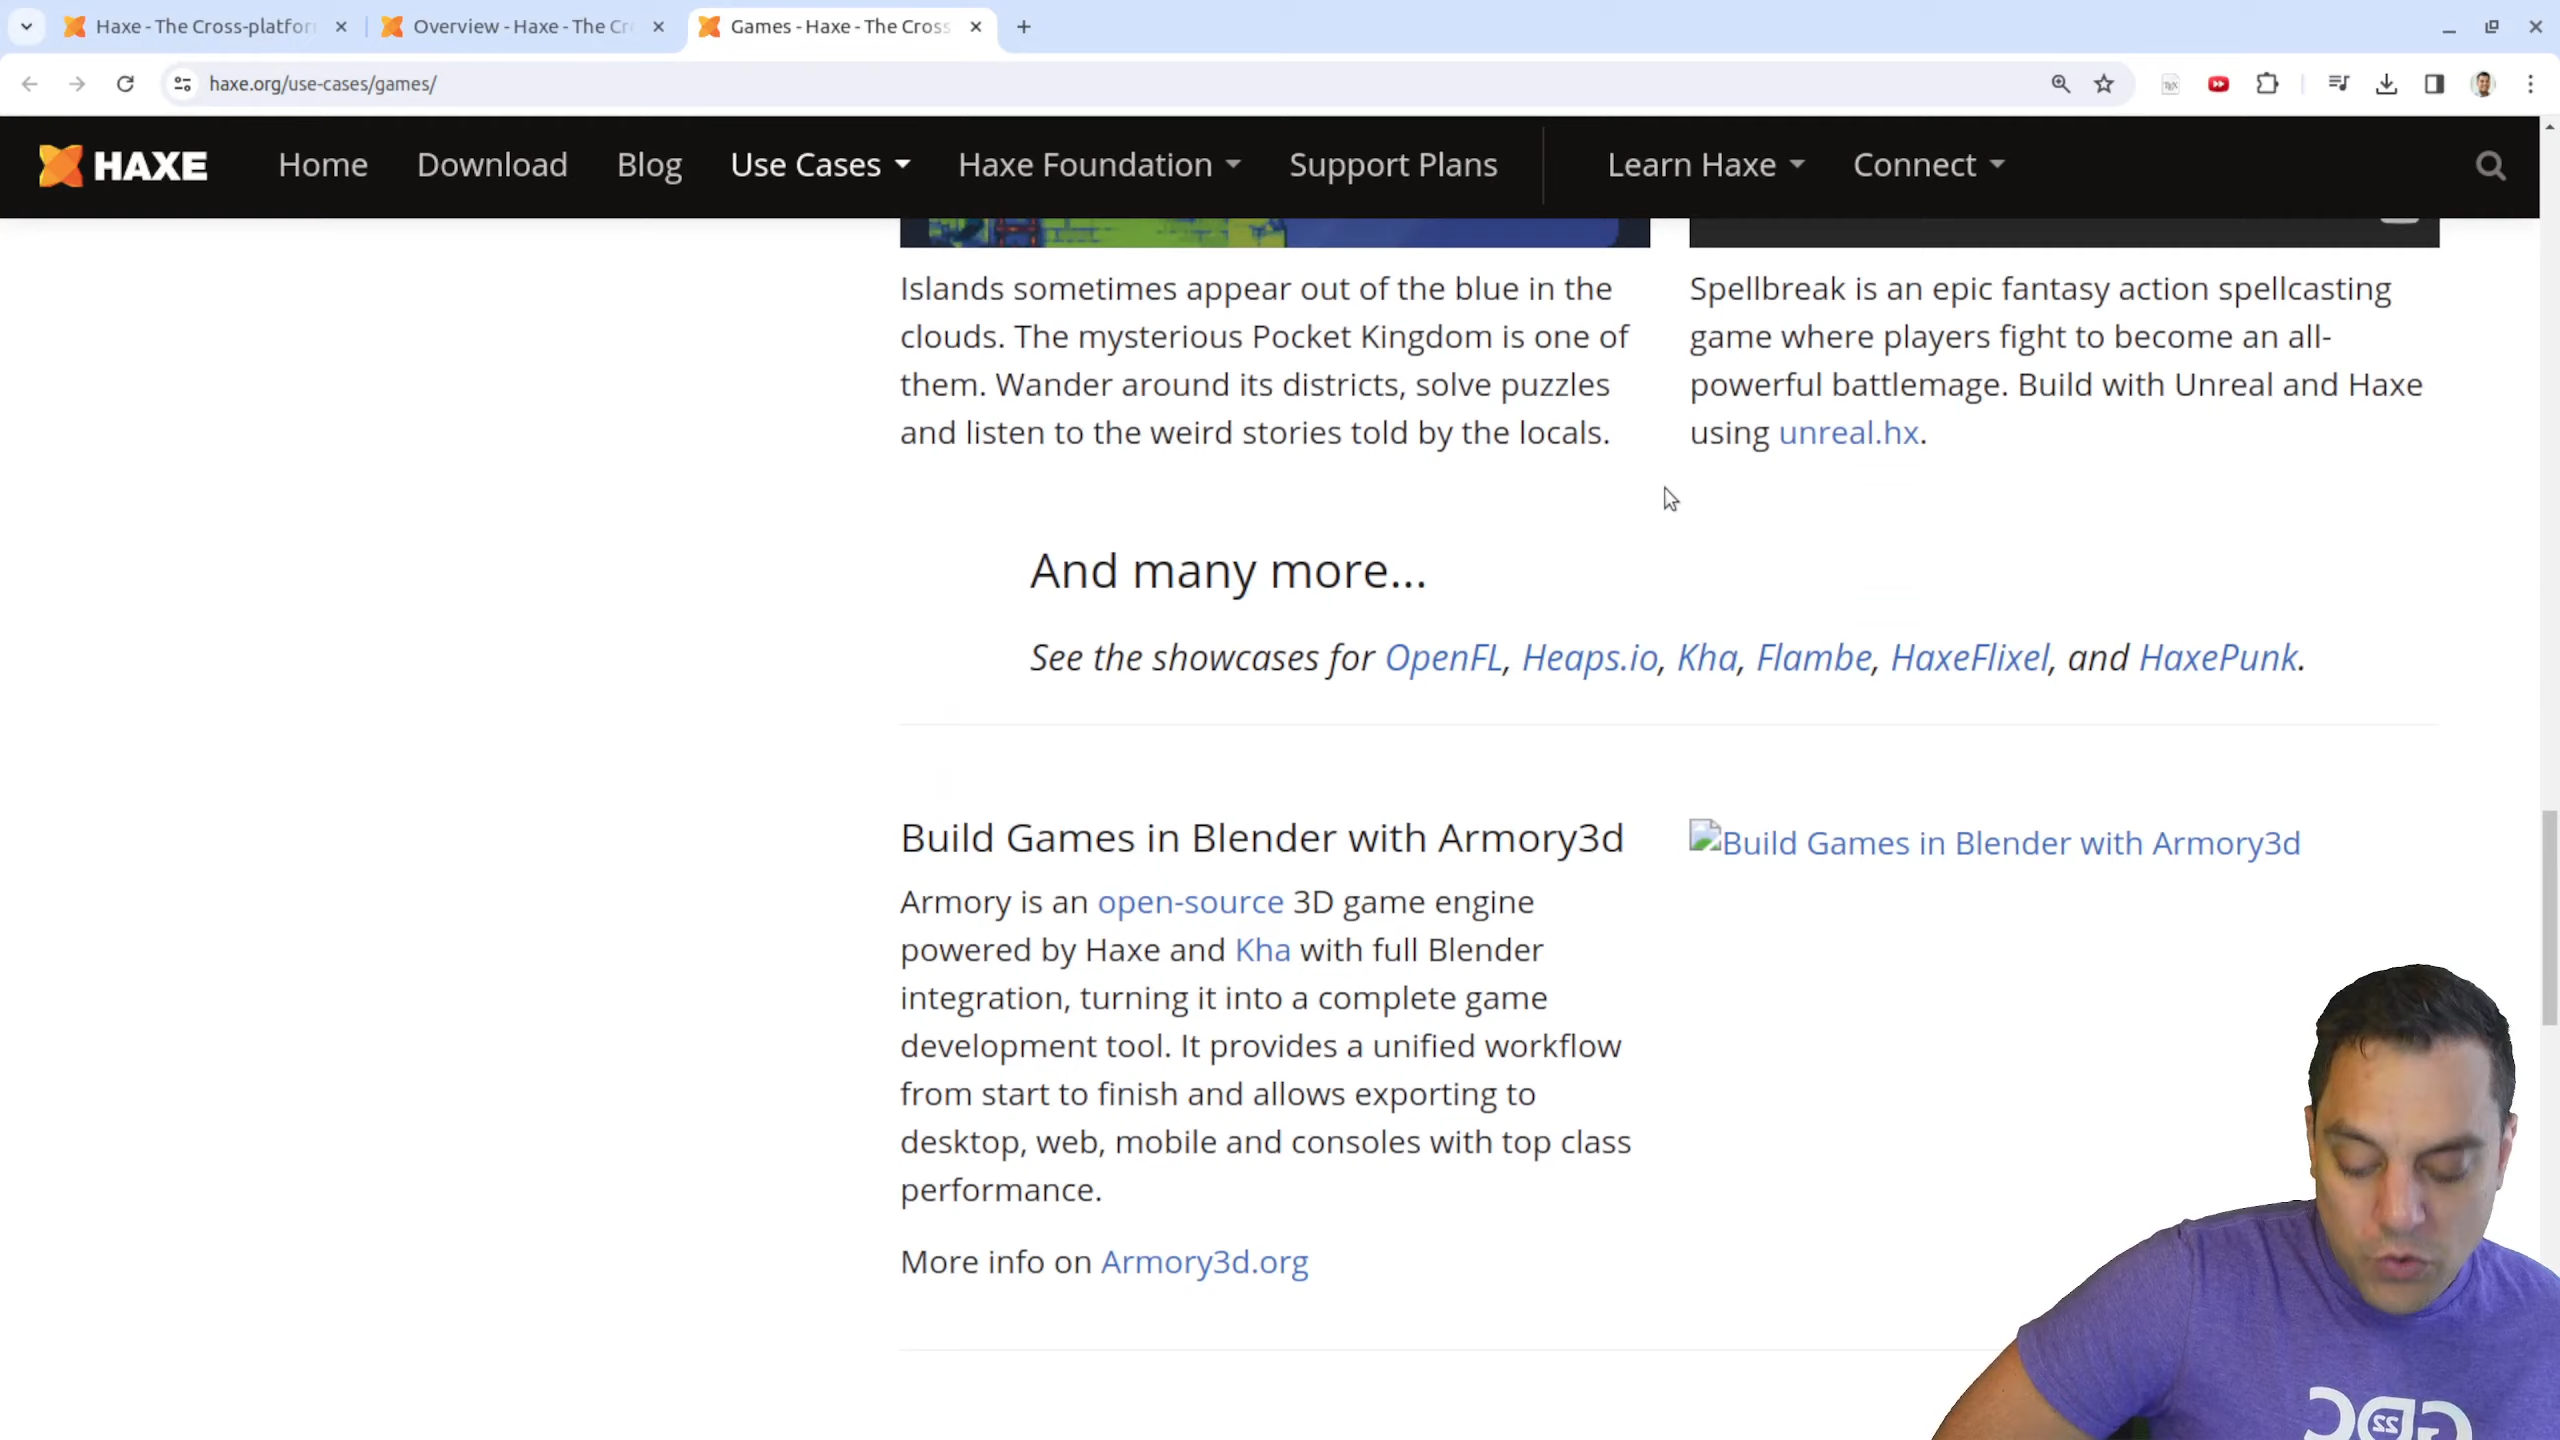 Haxe - The Cross-platfor
Overview - Haxe - The Cr
Games - Haxe - The Cross
haxe.org/use-cases/games/
HAXE
Home
Download
Blog
Use Cases
Haxe Foundation
Support Plans
Learn Haxe
Connect
Islands sometimes appear out of the blue in the
clouds. The mysterious Pocket Kingdom is one of
them. Wander around its districts, solve puzzles
and listen to the weird stories told by the locals.
Spellbreak is an epic fantasy action spellcasting
game where players fight to become an all-
powerful battlemage. Build with Unreal and Haxe
using unreal.hx.
And many more...
See the showcases for OpenFL, Heaps.io, Kha, Flambe, HaxeFlixel, and HaxePunk.
Build Games in Blender with Armory3d
Armory is an open-source 3D game engine
powered by Haxe and Kha with full Blender
integration, turning it into a complete game
development tool. It provides a unified workflow
from start to finish and allows exporting to
desktop, web, mobile and consoles with top class
performance.
More info on Armory3d.org
Build Games in Blender with Armory3d
GDC
22